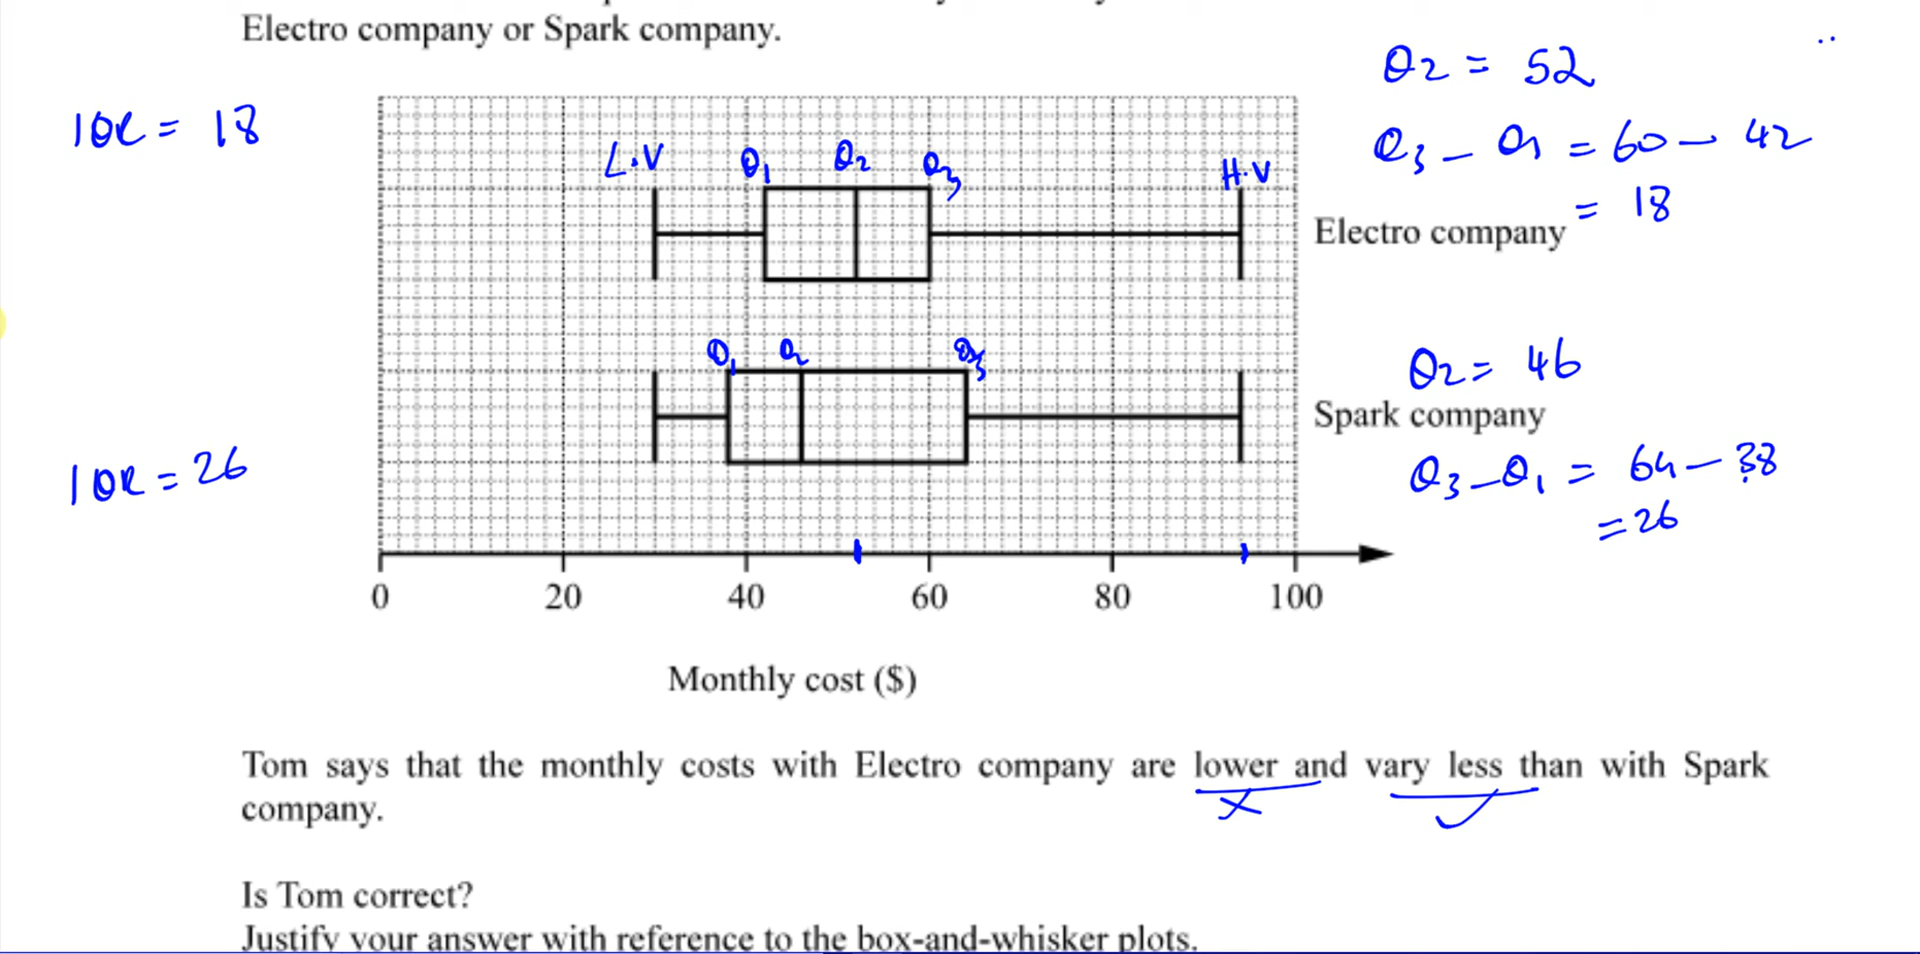 Electro company or Spark company.
Q2 = 52
IQR = 18
Q3 - Q1 = 60 - 42
= 18
L.V Q1 Q2 Q3 H.V
Electro company
Q1 Q2 Q3
Q2 = 46
Spark company
IQR = 26
Q3 - Q1 = 64 - 38
= 26
0 20 40 60 80 100
Monthly cost ($)
Tom says that the monthly costs with Electro company are lower and vary less than with Spark
company.
Is Tom correct?
Justify your answer with reference to the box-and-whisker plots.